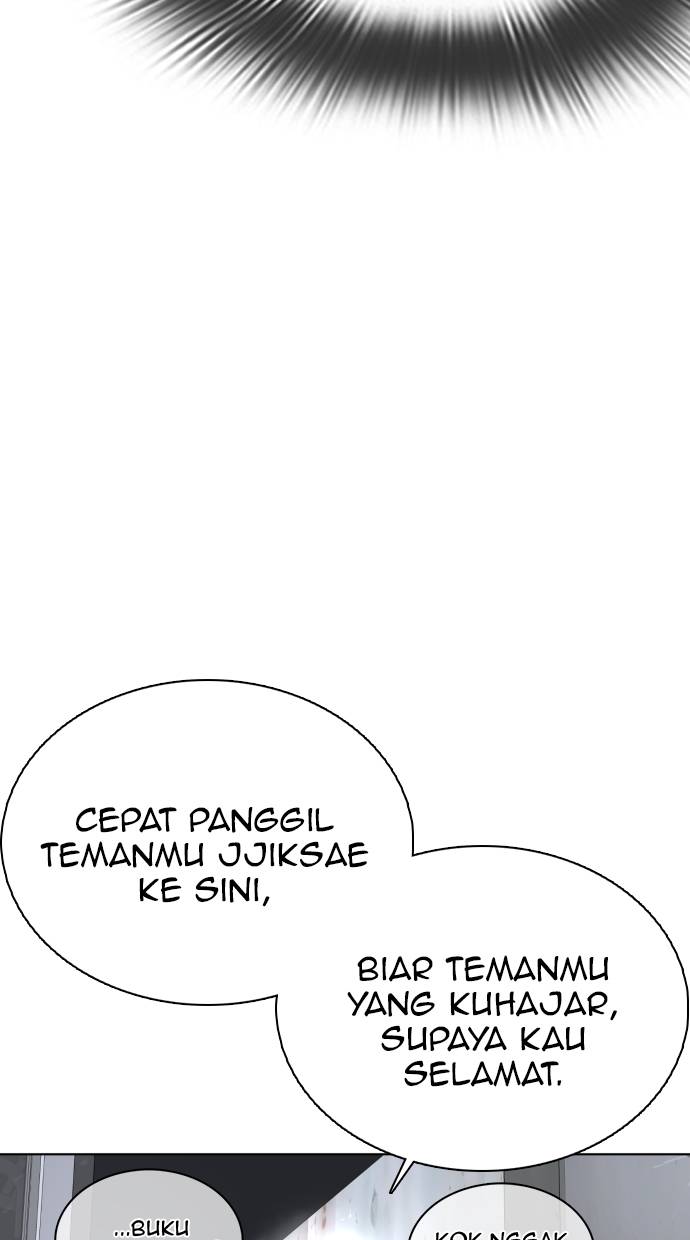 CEPAT PANGGIL
TEMANMU JJIKSAE
KE SINI,
BIAR TEMANMU
YANG KUHAJAR,
SUPAYA KAU
SELAMAT.
...BUKU
KOK NGGAK